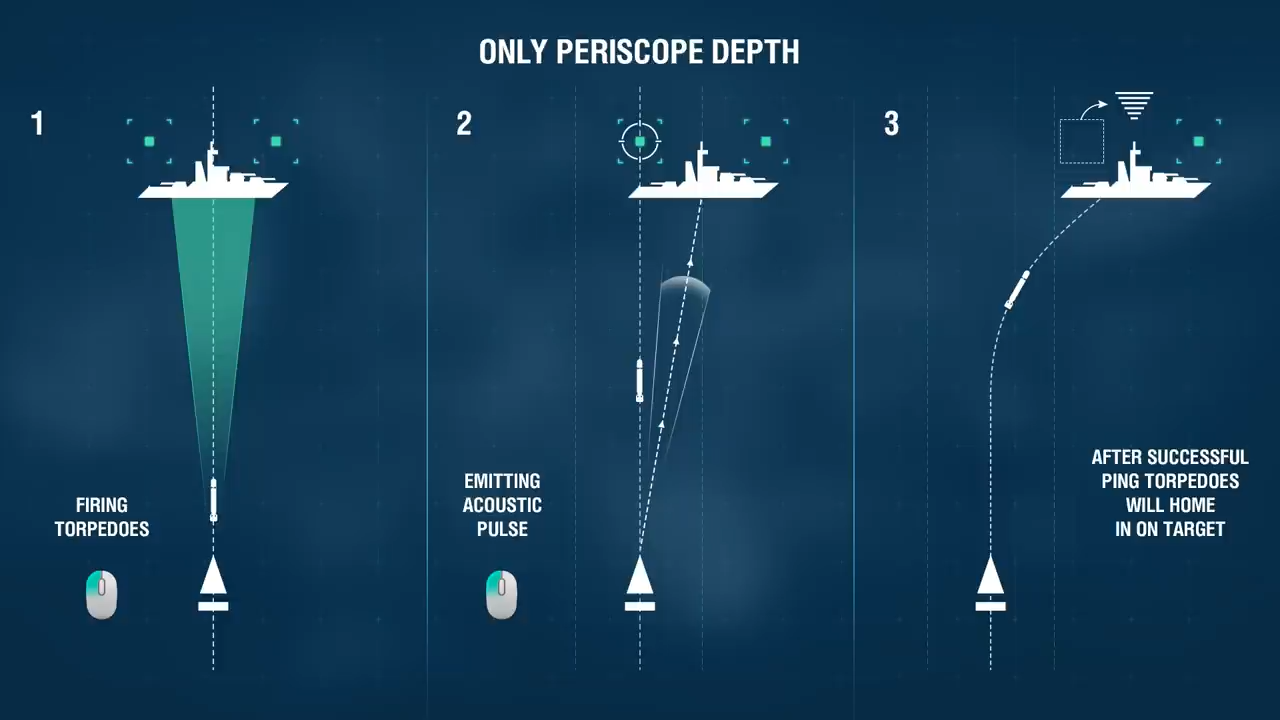 ONLY PERISCOPE DEPTH
1
FIRING
TORPEDOES
2
EMITTING
ACOUSTIC
PULSE
3
AFTER SUCCESSFUL
PING TORPEDOES
WILL HOME
IN ON TARGET